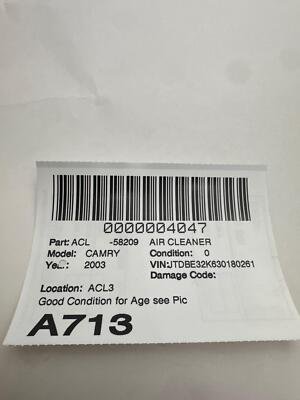 0000004047
Part: ACL -58209 AIR CLEANER
Model: CAMRY Condition: 0
Year: 2003 VIN:JTDBE32K630180261
Damage Code:
Location: ACL3
Good Condition for Age see Pic
A713